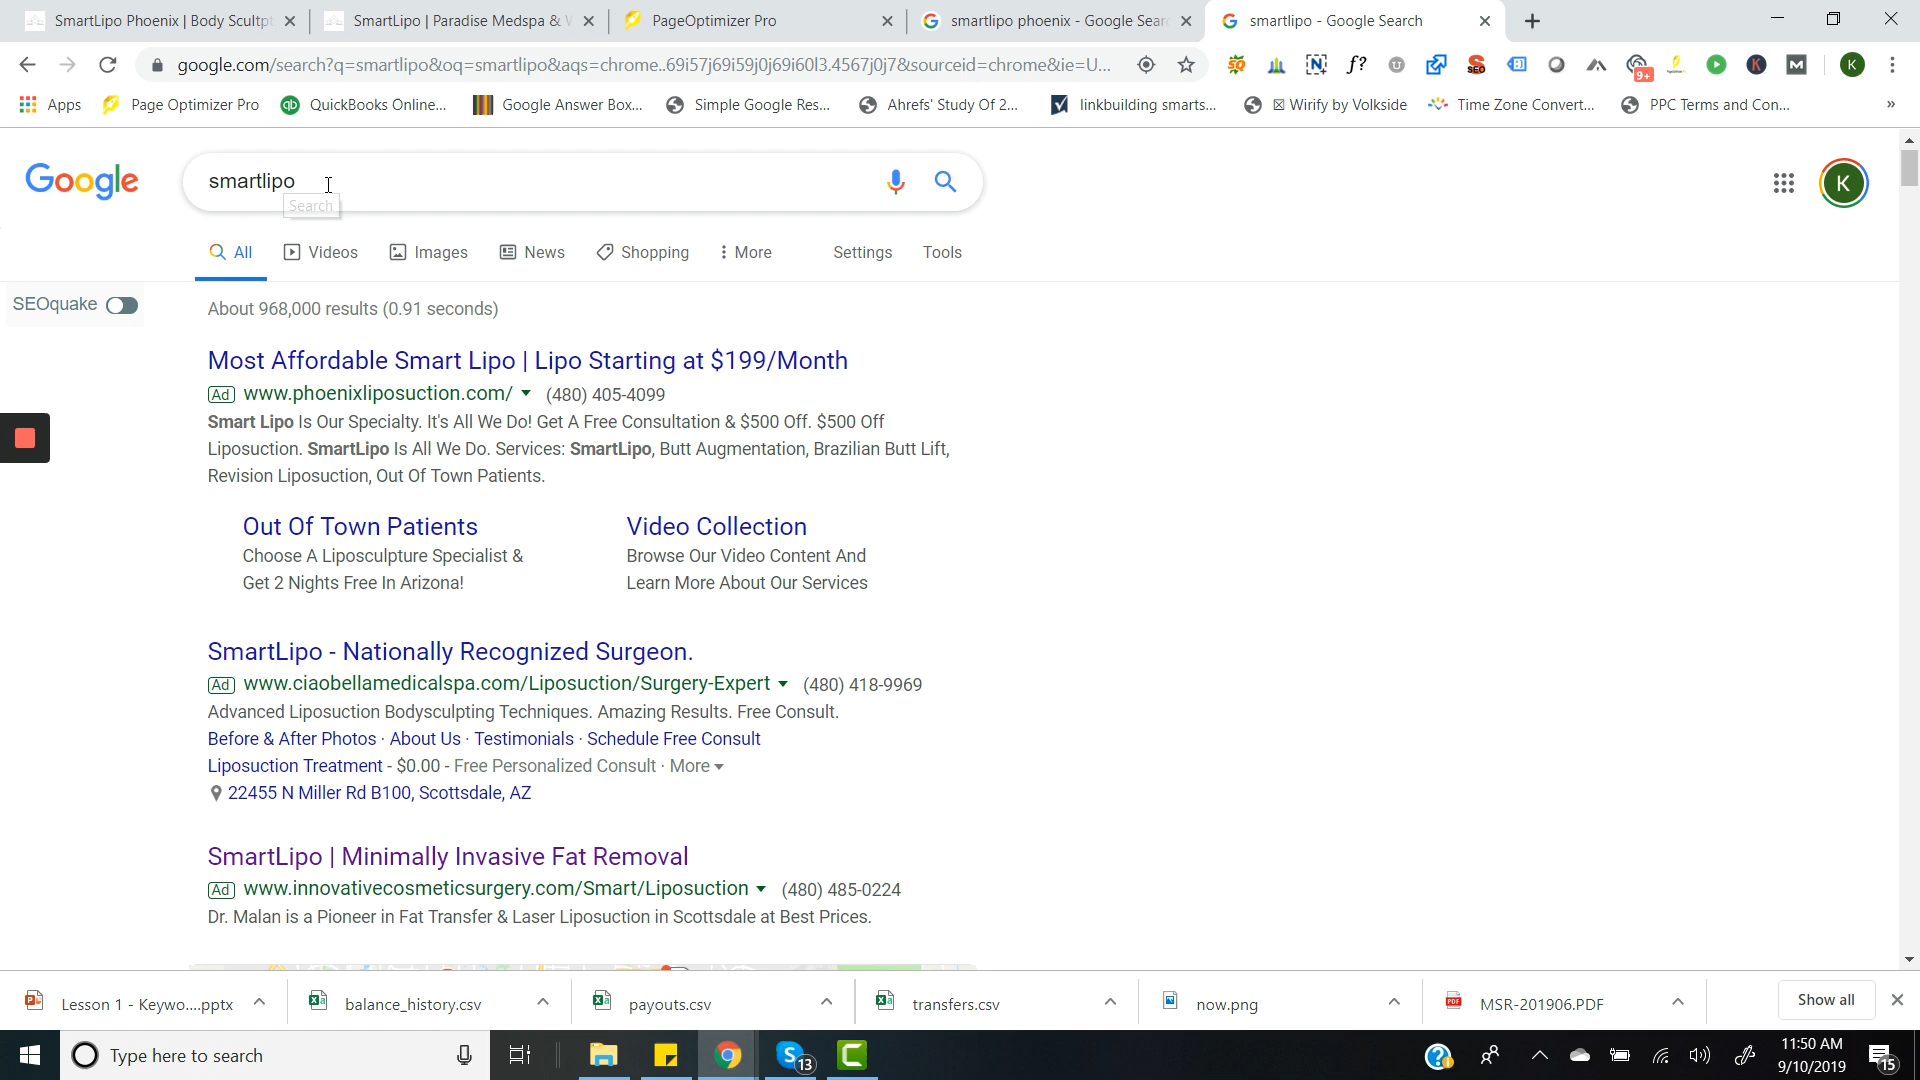 SmartLipo Phoenix | Body Scultpt
SmartLipo | Paradise Medspa & W
PageOptimizer Pro
smartlipo phoenix - Google Searc
smartlipo - Google Search
google.com/search?q=smartlipo&oq=smartlipo&aqs=chrome..69i57j69i59j0j69i60l3.4567j0j7&sourceid=chrome&ie=U...
9+
K
Apps
Page Optimizer Pro
QuickBooks Online...
Google Answer Box...
Simple Google Res...
Ahrefs' Study Of 2...
linkbuilding smarts...
☒ Wirify by Volkside
Time Zone Convert...
PPC Terms and Con...
»
Google
smartlipo
Search
K
All
Videos
Images
News
Shopping
More
Settings
Tools
SEOquake
About 968,000 results (0.91 seconds)
Most Affordable Smart Lipo | Lipo Starting at $199/Month
Ad www.phoenixliposuction.com/ (480) 405-4099
Smart Lipo Is Our Specialty. It's All We Do! Get A Free Consultation & $500 Off. $500 Off
Liposuction. SmartLipo Is All We Do. Services: SmartLipo, Butt Augmentation, Brazilian Butt Lift,
Revision Liposuction, Out Of Town Patients.
Out Of Town Patients
Choose A Liposculpture Specialist &
Get 2 Nights Free In Arizona!
Video Collection
Browse Our Video Content And
Learn More About Our Services
SmartLipo - Nationally Recognized Surgeon.
Ad www.ciaobellamedicalspa.com/Liposuction/Surgery-Expert (480) 418-9969
Advanced Liposuction Bodysculpting Techniques. Amazing Results. Free Consult.
Before & After Photos · About Us · Testimonials · Schedule Free Consult
Liposuction Treatment - $0.00 - Free Personalized Consult · More
22455 N Miller Rd B100, Scottsdale, AZ
SmartLipo | Minimally Invasive Fat Removal
Ad www.innovativecosmeticsurgery.com/Smart/Liposuction (480) 485-0224
Dr. Malan is a Pioneer in Fat Transfer & Laser Liposuction in Scottsdale at Best Prices.
Lesson 1 - Keywo....pptx
balance_history.csv
payouts.csv
transfers.csv
now.png
MSR-201906.PDF
Show all
Type here to search
13
11:50 AM
9/10/2019
15